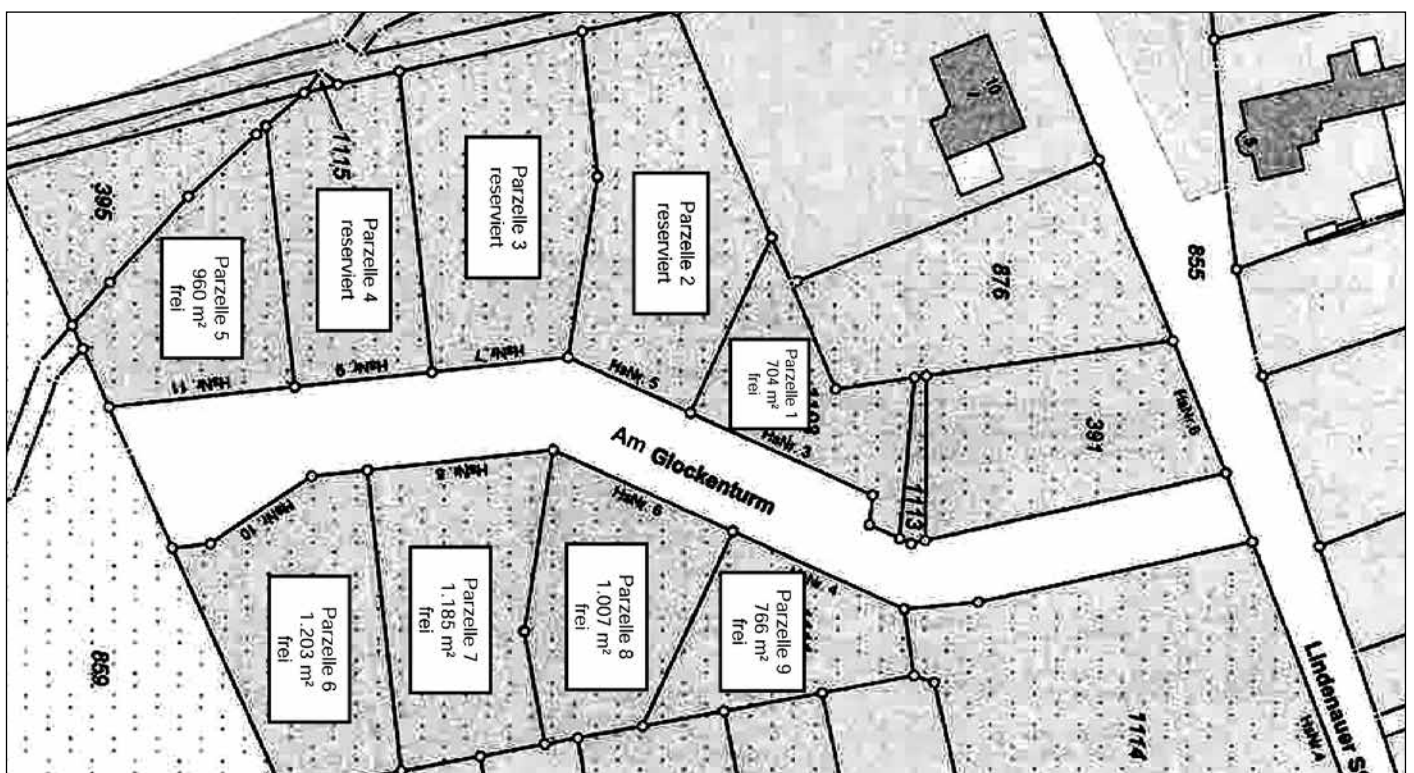 Parzelle 1
704 m²
frei
Parzelle 2
reserviert
Parzelle 3
reserviert
Parzelle 4
reserviert
Parzelle 5
960 m²
frei
Parzelle 6
1.203 m²
frei
Parzelle 7
1.185 m²
frei
Parzelle 8
1.007 m²
frei
Parzelle 9
766 m²
frei
Am Glockenturm
Lindenauer S
HsNr. 3
HsNr. 5
HsNr. 7
HsNr. 9
HsNr. 11
HsNr. 4
HsNr. 6
HsNr. 8
HsNr. 10
HsNr.
395
1115
876
855
391
1113
1114
859
10